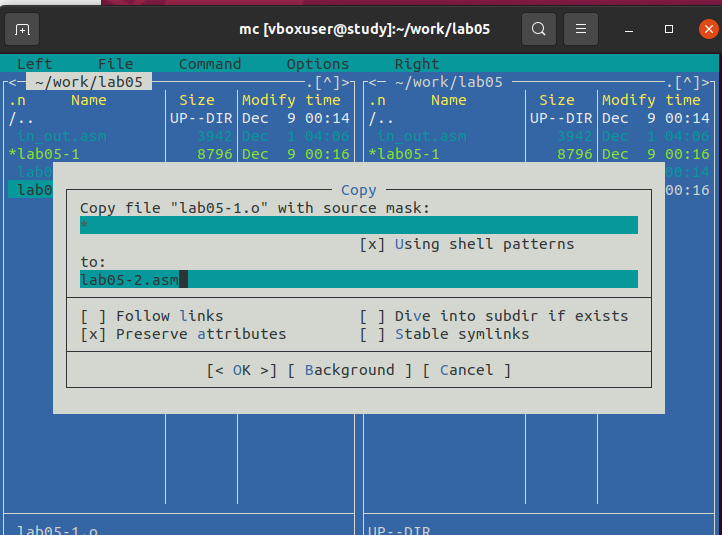 mc [vboxuser@study]:~/work/lab05
Left File Command Options Right
<— ~/work/lab05 .[^]> <— ~/work/lab05 .[^]>
.n Name Size Modify time .n Name Size Modify time
/.. UP--DIR Dec 9 00:14 /.. UP--DIR Dec 9 00:14
in_out.asm 3942 Dec 1 04:06 in_out.asm 3942 Dec 1 04:06
*lab05-1 8796 Dec 9 00:16 *lab05-1 8796 Dec 9 00:16
lab0 00:14
lab0 00:16
Copy
Copy file "lab05-1.o" with source mask:
*
[x] Using shell patterns
to:
lab05-2.asm
[ ] Follow links [ ] Dive into subdir if exists
[x] Preserve attributes [ ] Stable symlinks
[< OK >] [ Background ] [ Cancel ]
lab05-1.o UP--DIR